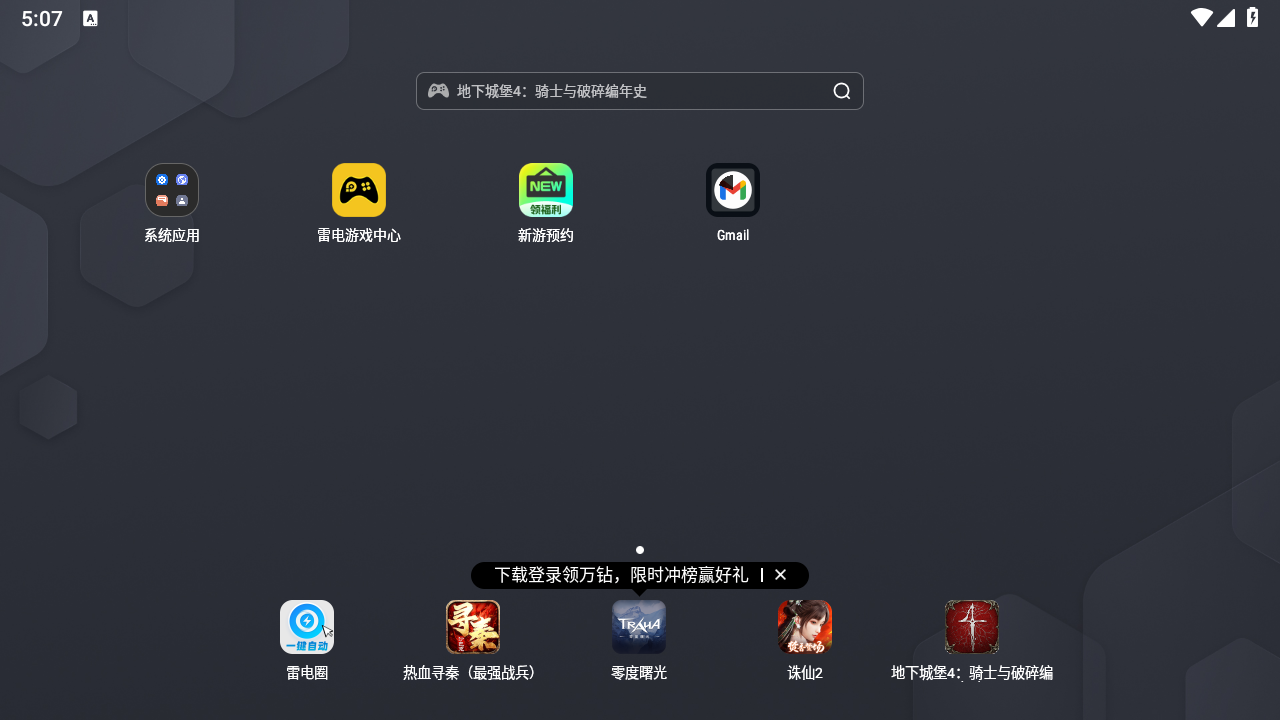 5:07
A
地下城堡4：骑士与破碎编年史
NEW
领福利
系统应用
雷电游戏中心
新游预约
Gmail
下载登录领万钻，限时冲榜赢好礼
一键自动
寻秦
TRAHA
零度曙光
雷电圈
热血寻秦（最强战兵）
零度曙光
诛仙2
地下城堡4：骑士与破碎编